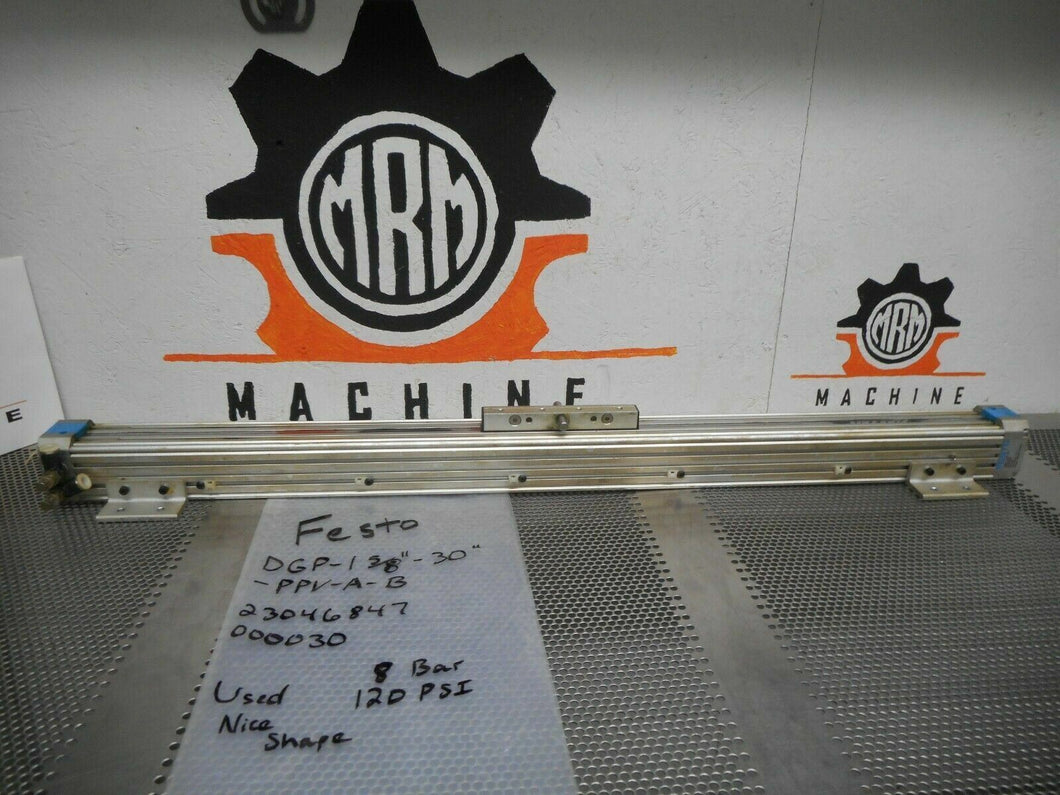 MRM
MACHINE
MRM
MACHINE
E
Festo
DGP-1 3/8"-30"
-PPV-A-B
23046847
000030
8 Bar
Used 120 PSI
Nice
Shape